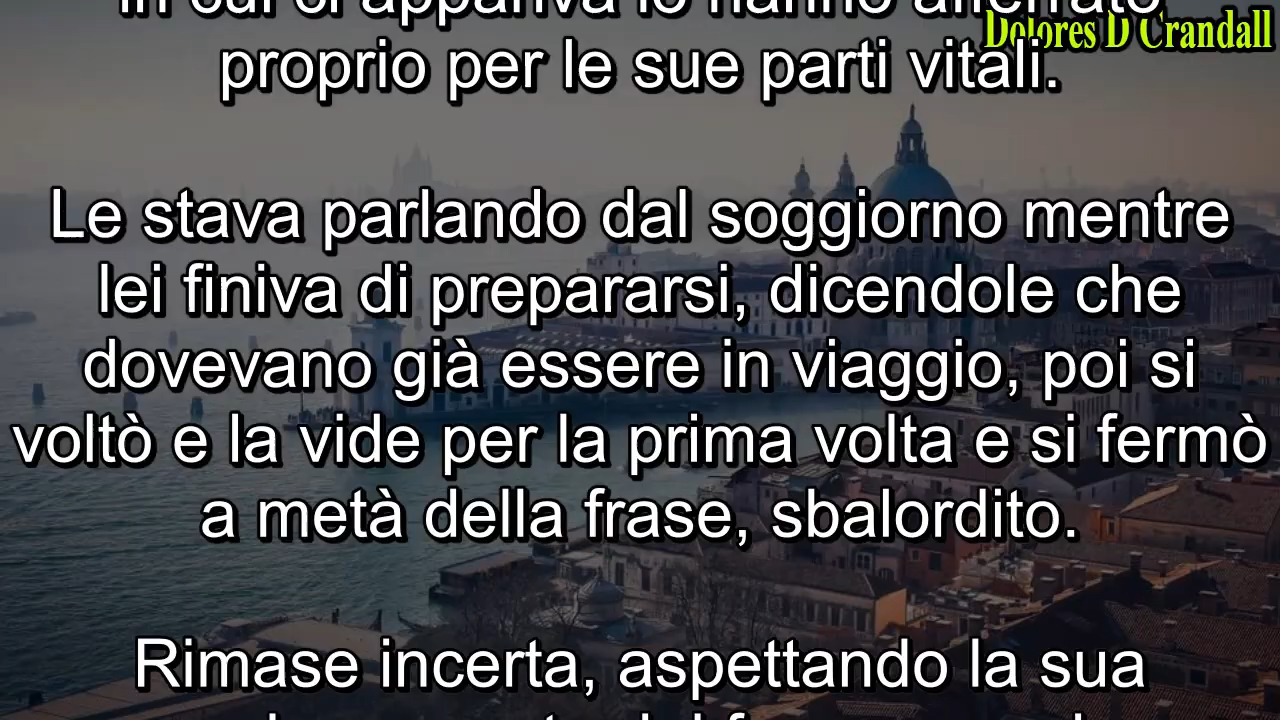 in cui ci appariva lo hanno afferrato
Dolores D Crandall
proprio per le sue parti vitali.
Le stava parlando dal soggiorno mentre
lei finiva di prepararsi, dicendole che
dovevano già essere in viaggio, poi si
voltò e la vide per la prima volta e si fermò
a metà della frase, sbalordito.
Rimase incerta, aspettando la sua